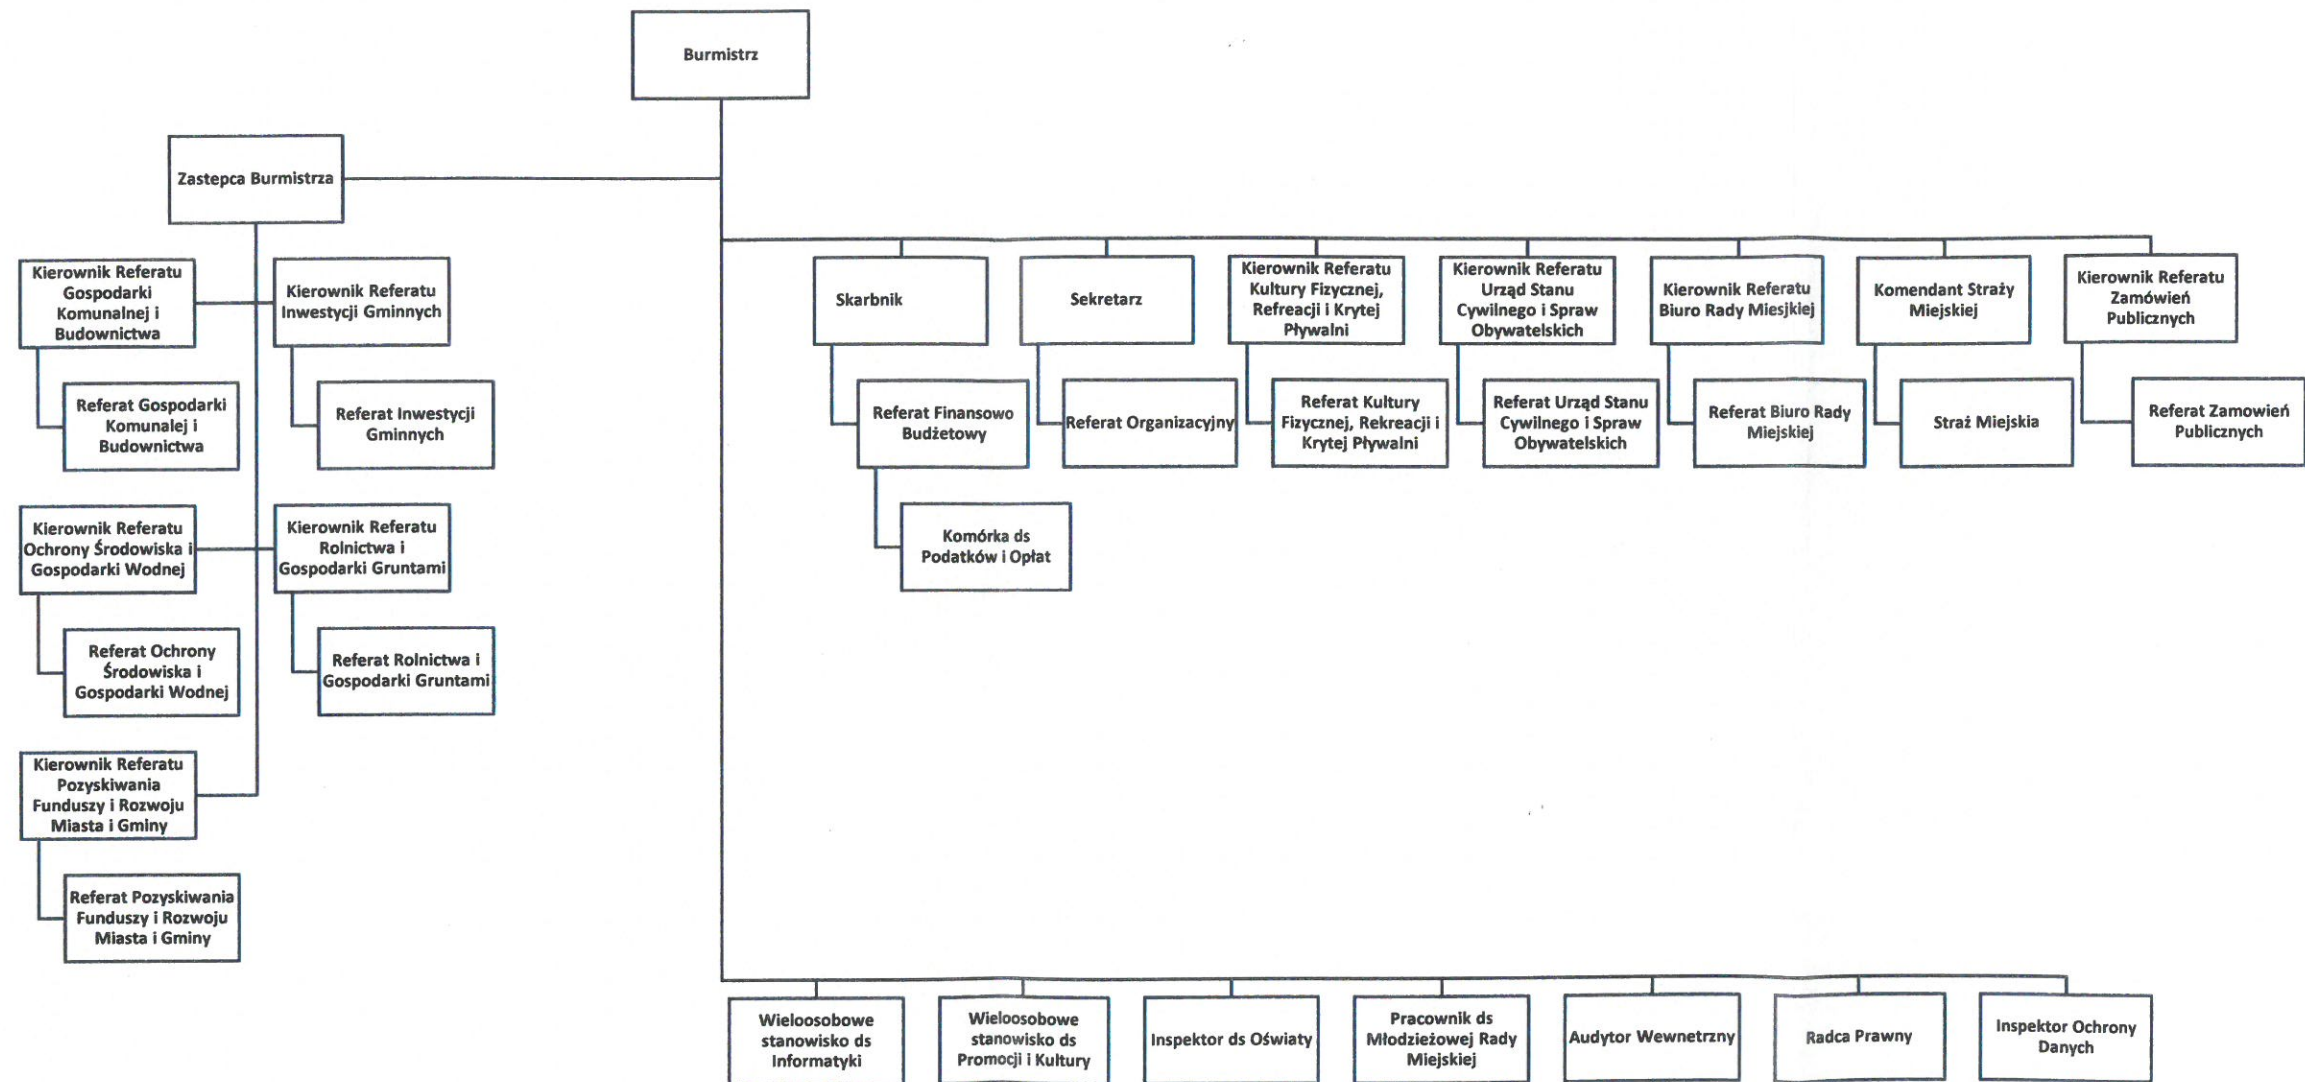 Burmistrz
Zastepca Burmistrza
Kierownik Referatu
Gospodarki
Komunalnej i
Budownictwa
Kierownik Referatu
Inwestycji Gminnych
Referat Gospodarki
Komunalej i
Budownictwa
Referat Inwestycji
Gminnych
Kierownik Referatu
Ochrony Środowiska i
Gospodarki Wodnej
Kierownik Referatu
Rolnictwa i
Gospodarki Gruntami
Referat Ochrony
Środowiska i
Gospodarki Wodnej
Referat Rolnictwa i
Gospodarki Gruntami
Kierownik Referatu
Pozyskiwania
Funduszy i Rozwoju
Miasta i Gminy
Referat Pozyskiwania
Funduszy i Rozwoju
Miasta i Gminy
Skarbnik
Sekretarz
Kierownik Referatu
Kultury Fizycznej,
Refreacji i Krytej
Pływalni
Kierownik Referatu
Urząd Stanu
Cywilnego i Spraw
Obywatelskich
Kierownik Referatu
Biuro Rady Miesjkiej
Komendant Straży
Miejskiej
Kierownik Referatu
Zamówień
Publicznych
Referat Finansowo
Budżetowy
Referat Organizacyjny
Referat Kultury
Fizycznej, Rekreacji i
Krytej Pływalni
Referat Urząd Stanu
Cywilnego i Spraw
Obywatelskich
Referat Biuro Rady
Miejskiej
Straż Miejskia
Referat Zamowień
Publicznych
Komórka ds
Podatków i Opłat
Wieloosobowe
stanowisko ds
Informatyki
Wieloosobowe
stanowisko ds
Promocji i Kultury
Inspektor ds Oświaty
Pracownik ds
Młodzieżowej Rady
Miejskiej
Audytor Wewnetrzny
Radca Prawny
Inspektor Ochrony
Danych